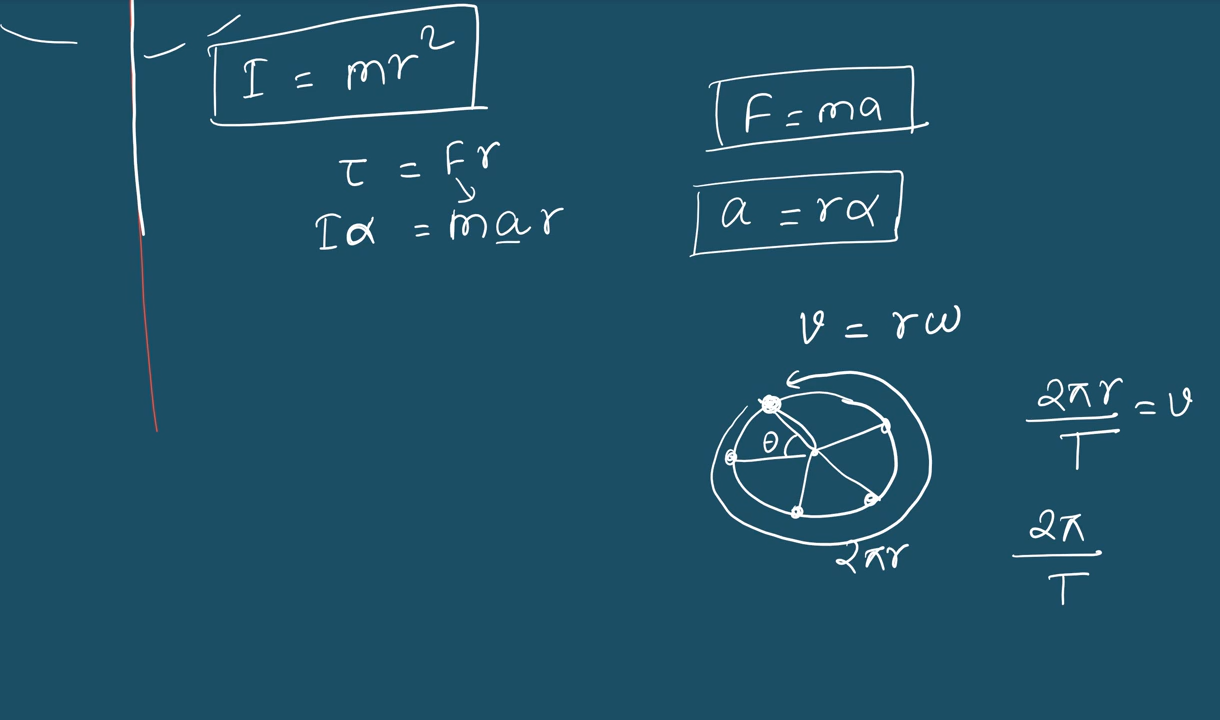 I = mr²
τ = Fr
Iα = mar
F = ma
a = rα
v = rω
θ
2πr
2πr/T = v
2π/T